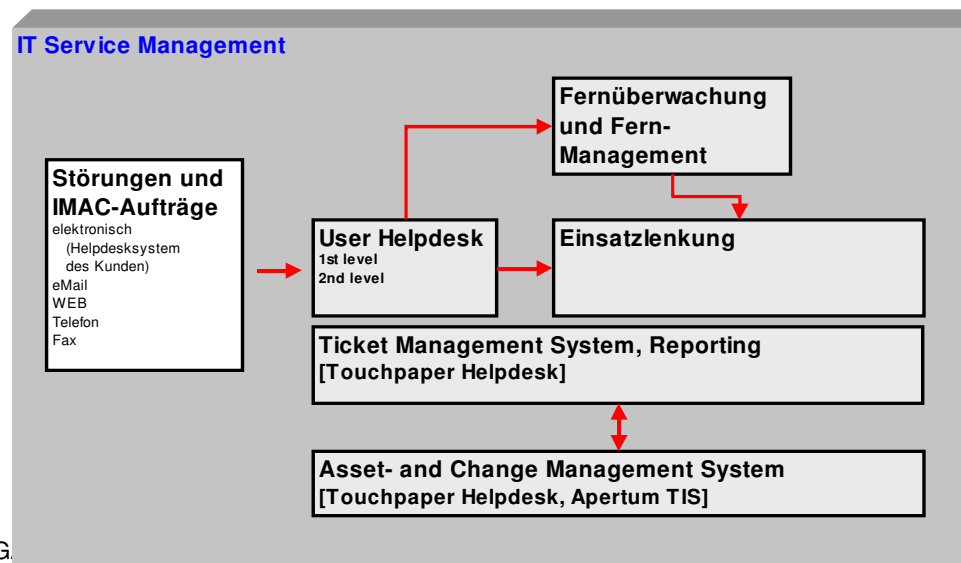 IT Service Management
Fernüberwachung
und Fern-
Management
Störungen und
IMAC-Aufträge
elektronisch
(Helpdesksystem
des Kunden)
eMail
WEB
Telefon
Fax
User Helpdesk
1st level
2nd level
Einsatzlenkung
Ticket Management System, Reporting
[Touchpaper Helpdesk]
Asset- and Change Management System
[Touchpaper Helpdesk, Apertum TIS]